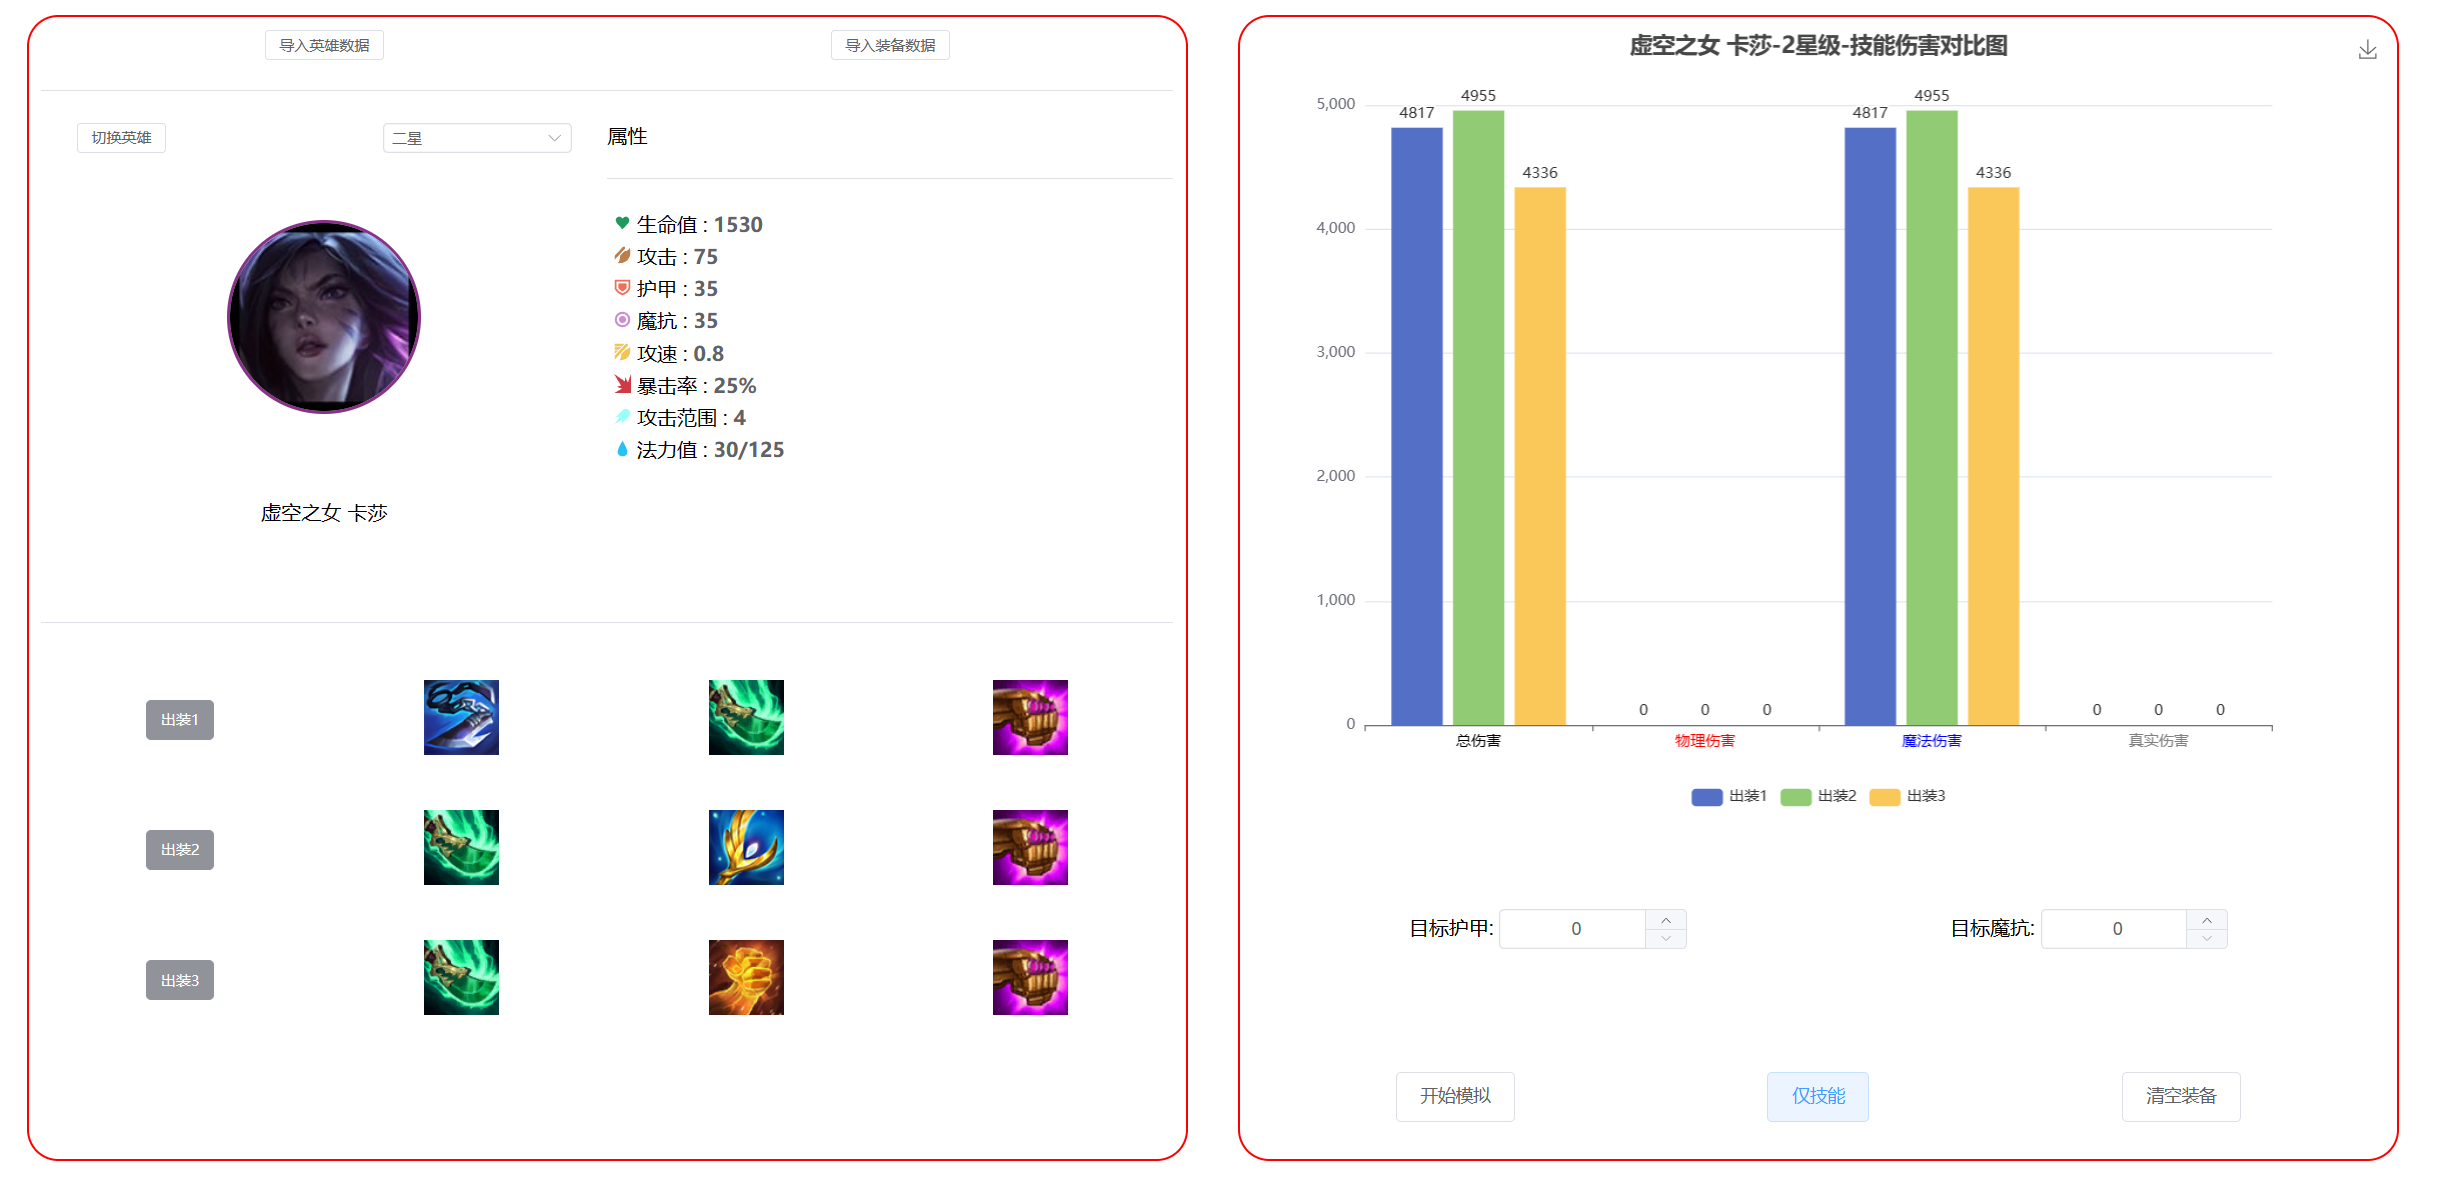 导入英雄数据
导入装备数据
切换英雄
二星
属性
生命值 : 1530
攻击 : 75
护甲 : 35
魔抗 : 35
攻速 : 0.8
暴击率 : 25%
攻击范围 : 4
法力值 : 30/125
虚空之女 卡莎
出装1
出装2
出装3
虚空之女 卡莎-2星级-技能伤害对比图
5,000
4,000
3,000
2,000
1,000
0
4817
4955
4336
0
0
0
4817
4955
4336
0
0
0
总伤害
物理伤害
魔法伤害
真实伤害
出装1
出装2
出装3
目标护甲: 0
目标魔抗: 0
开始模拟
仅技能
清空装备